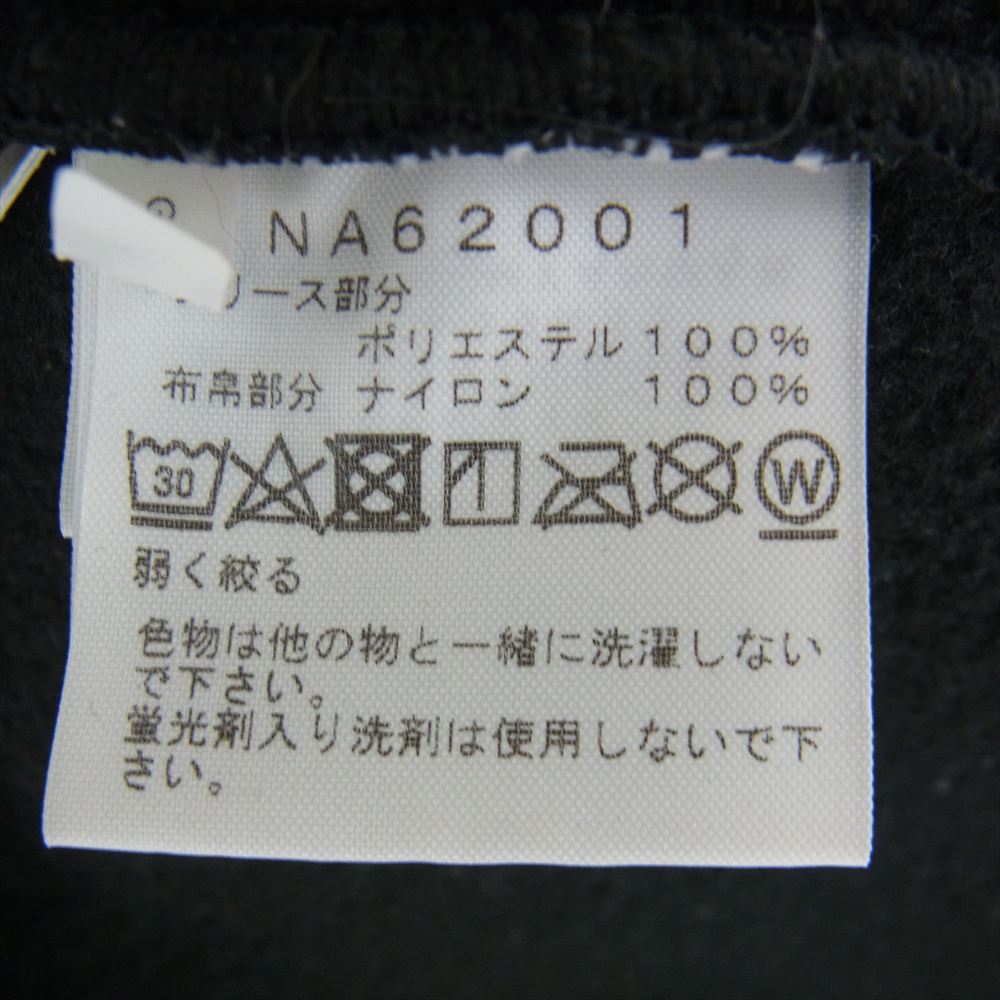 NA62001
リース部分
ポリエステル １００％
布帛部分 ナイロン １００％
30 W
弱く絞る
色物は他の物と一緒に洗濯しない
で下さい。
蛍光剤入り洗剤は使用しないで下
さい。